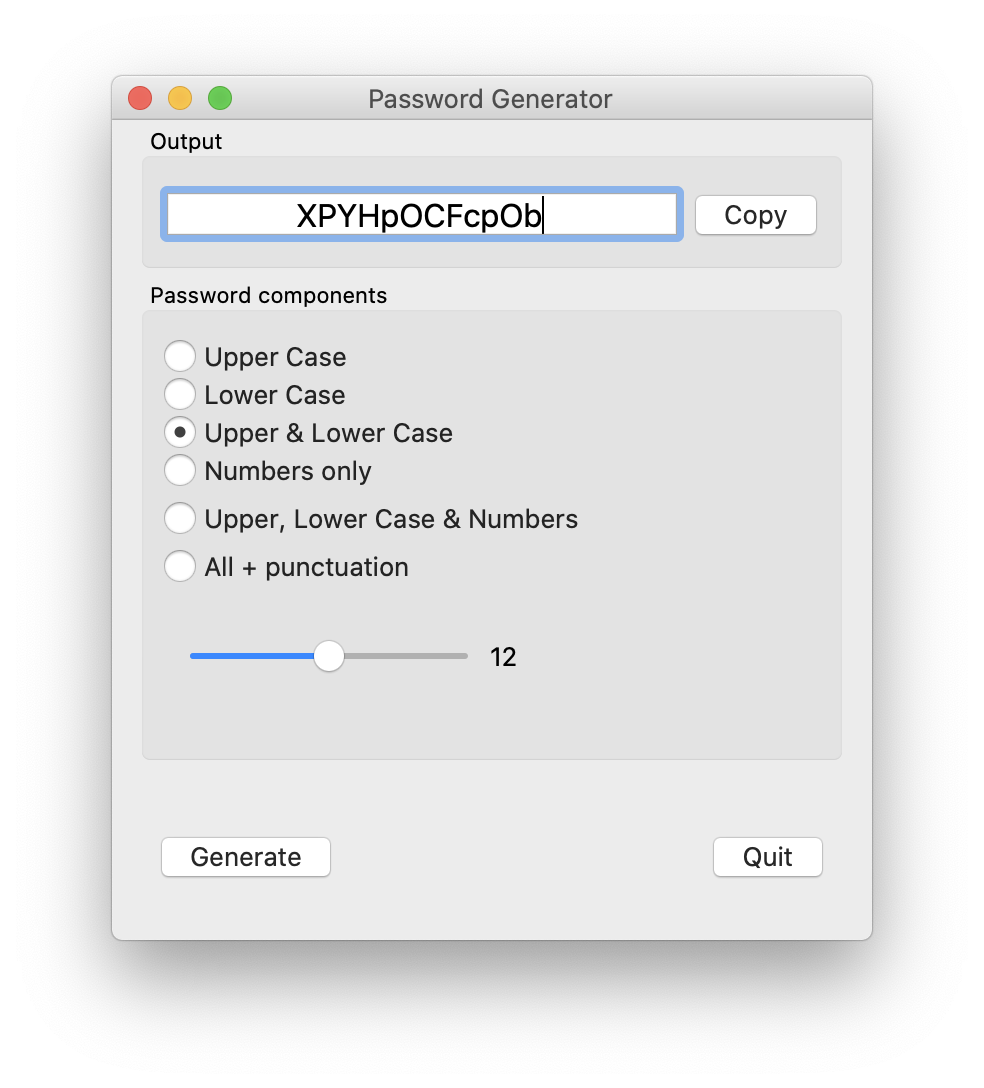 Password Generator
Output
XPYHpOCFcpOb
Copy
Password components
Upper Case
Lower Case
Upper & Lower Case
Numbers only
Upper, Lower Case & Numbers
All + punctuation
12
Generate
Quit